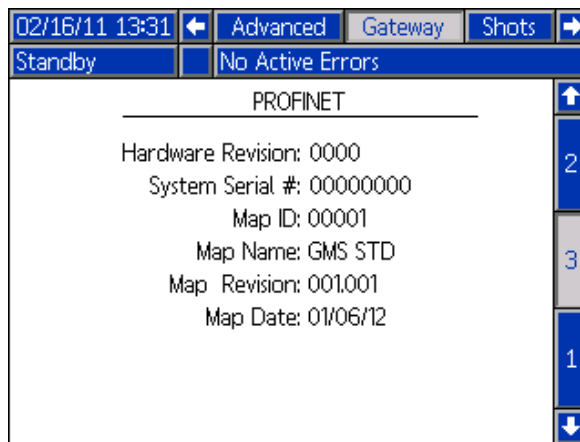 02/16/11 13:31 Advanced Gateway Shots
Standby No Active Errors
PROFINET
Hardware Revision: 0000
System Serial #: 00000000
Map ID: 00001
Map Name: GMS STD
Map Revision: 001.001
Map Date: 01/06/12
2
3
1